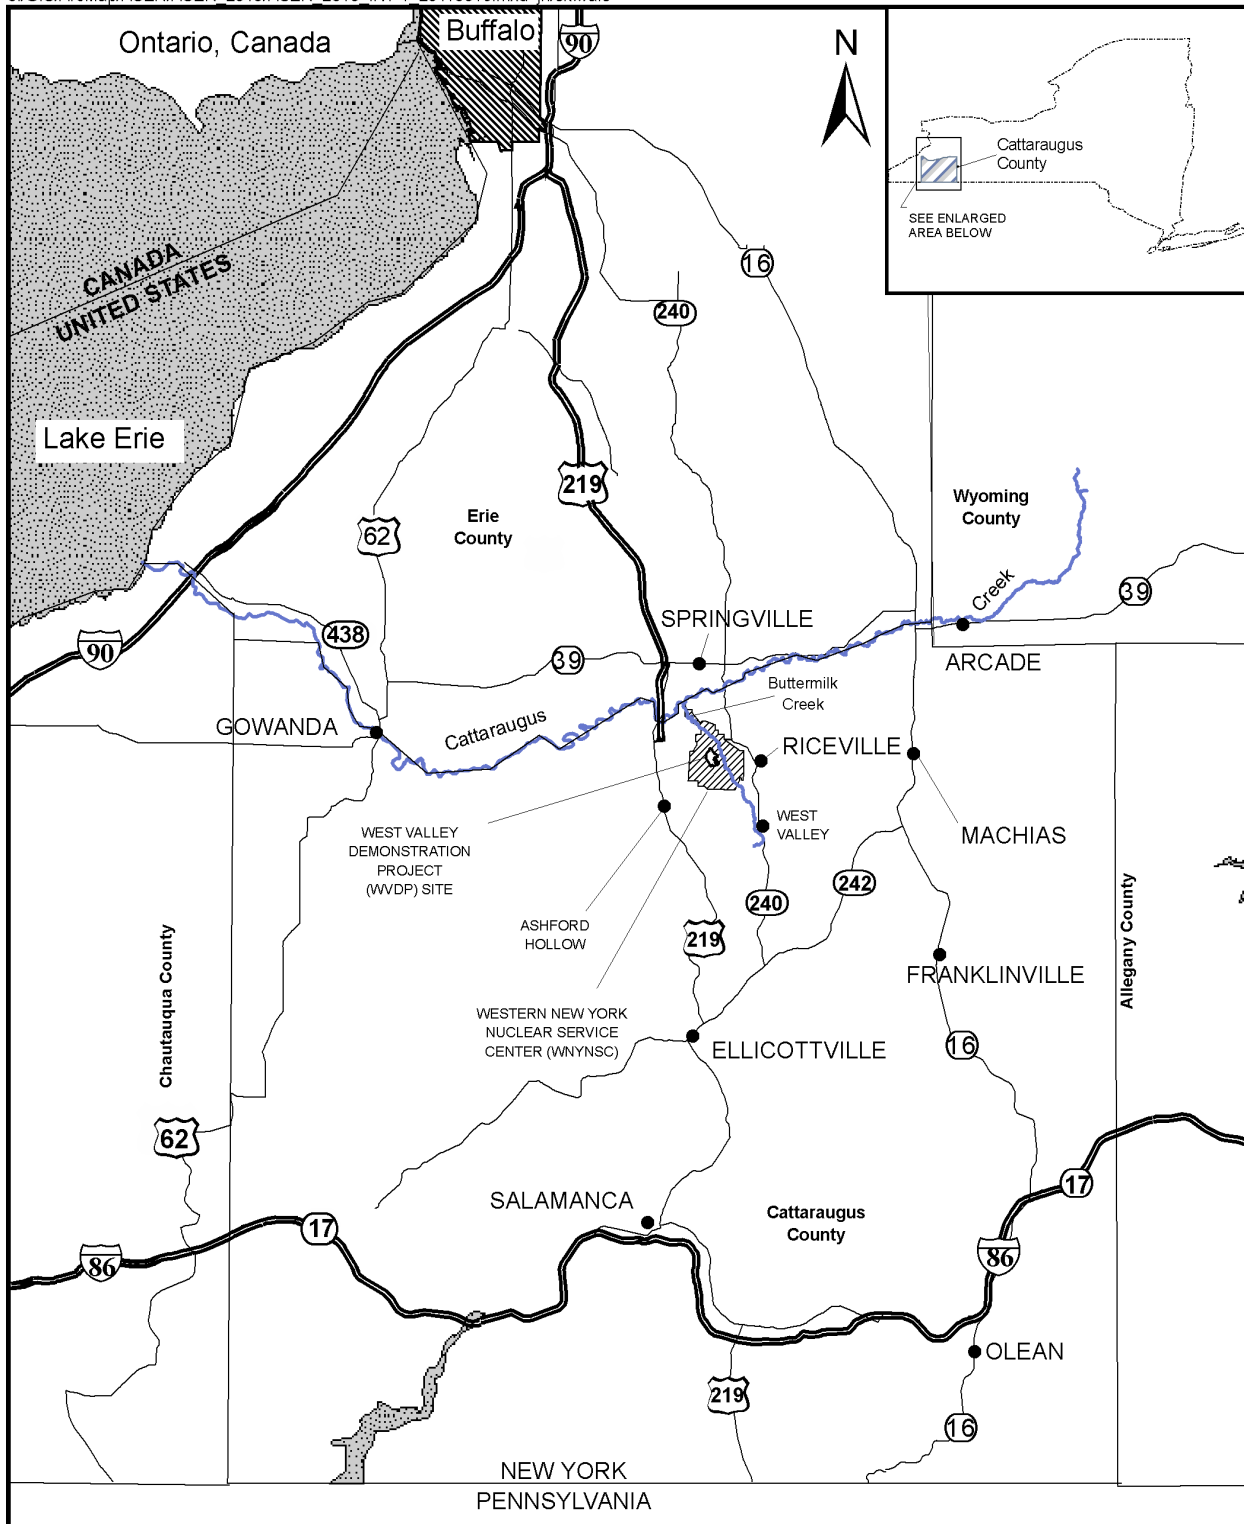 Ontario, Canada
Buffalo
90
N
Cattaraugus
County
SEE ENLARGED
AREA BELOW
16
CANADA
UNITED STATES
240
Lake Erie
219
Wyoming
County
62
Erie
County
Creek
39
438
SPRINGVILLE
90
39
ARCADE
Buttermilk
Creek
GOWANDA
Cattaraugus
RICEVILLE
WEST
VALLEY
MACHIAS
WEST VALLEY
DEMONSTRATION
PROJECT
(WVDP) SITE
242
240
ASHFORD
HOLLOW
219
Chautauqua County
Allegany County
FRANKLINVILLE
WESTERN NEW YORK
NUCLEAR SERVICE
CENTER (WNYNSC)
16
ELLICOTTVILLE
62
17
SALAMANCA
Cattaraugus
County
17
86
86
OLEAN
219
16
NEW YORK
PENNSYLVANIA